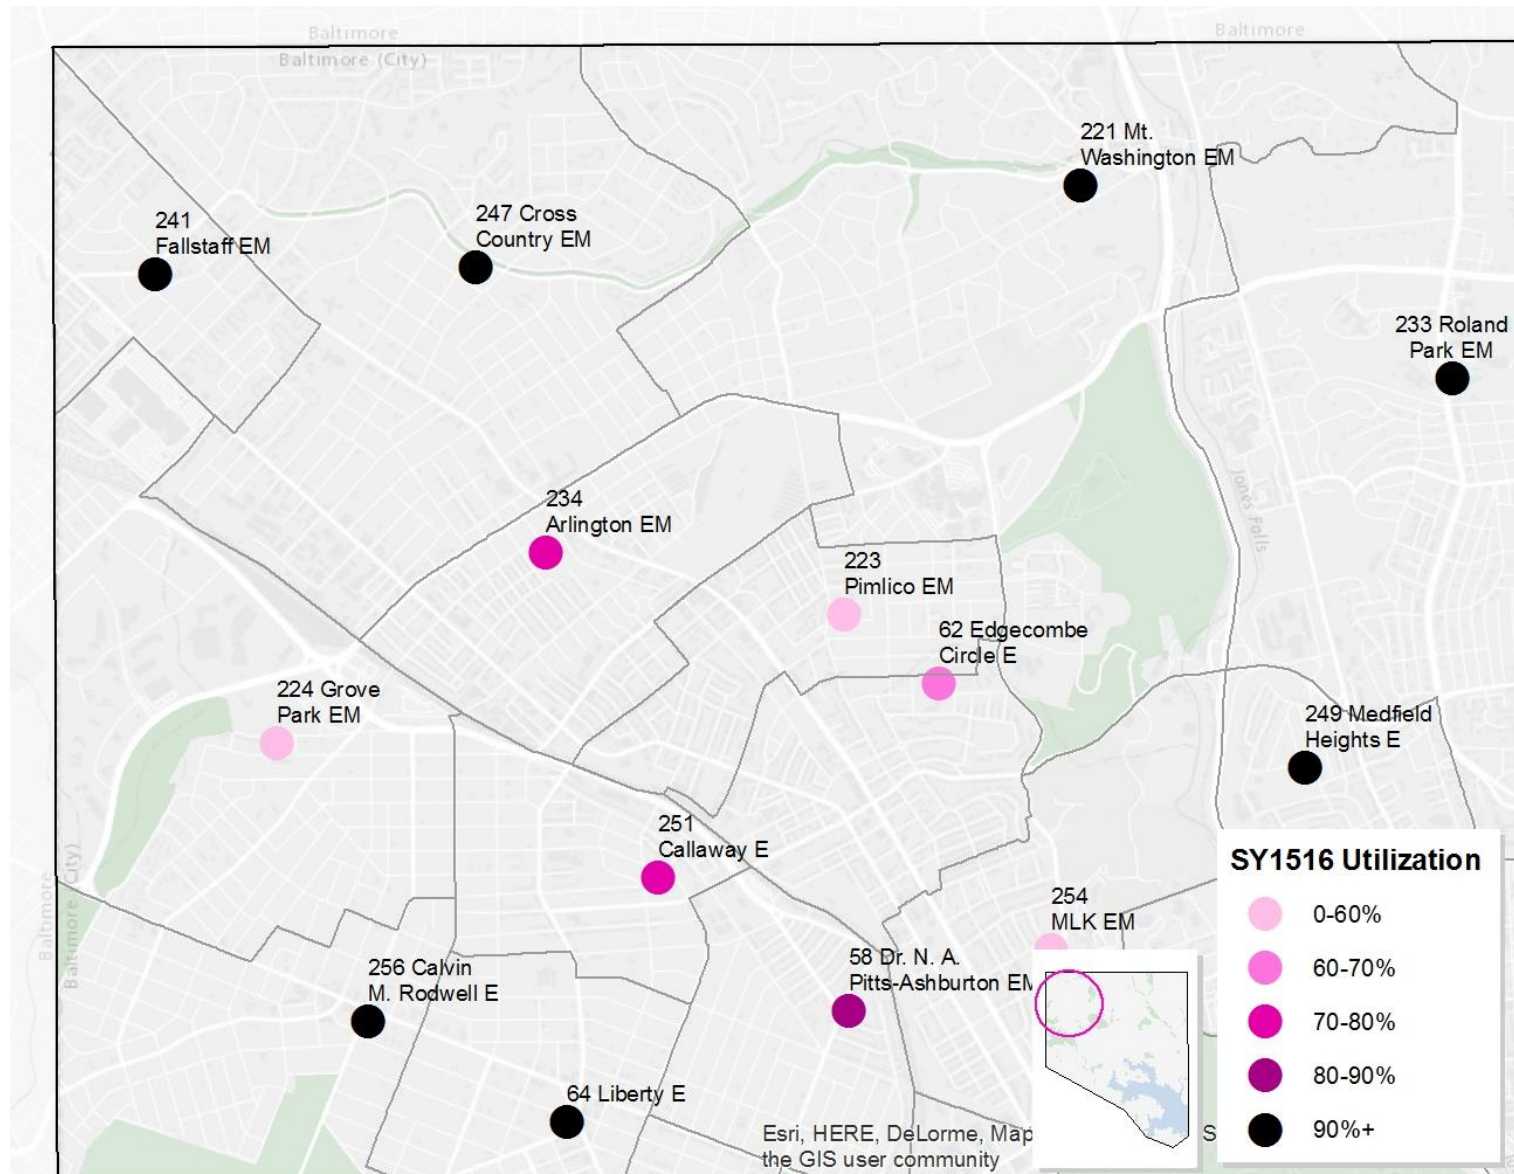 Baltimore
Baltimore (City)
Baltimore
221 Mt.
Washington EM
241
Fallstaff EM
247 Cross
Country EM
233 Roland
Park EM
234
Arlington EM
Jones Falls
223
Pimlico EM
62 Edgecombe
Circle E
224 Grove
Park EM
249 Medfield
Heights E
251
Callaway E
Baltimore
Baltimore (City)
254
MLK EM
256 Calvin
M. Rodwell E
58 Dr. N. A.
Pitts-Ashburton EM
64 Liberty E
SY1516 Utilization
0-60%
60-70%
70-80%
80-90%
90%+
Esri, HERE, DeLorme, Map
the GIS user community